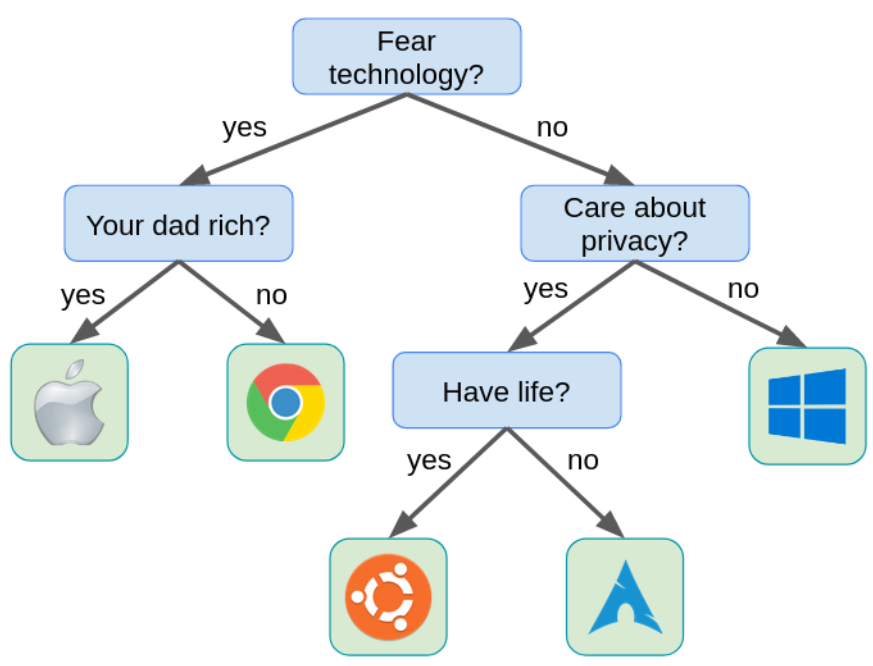 Fear
technology?
yes
no
Your dad rich?
Care about
privacy?
yes
no
yes
no
Have life?
yes
no